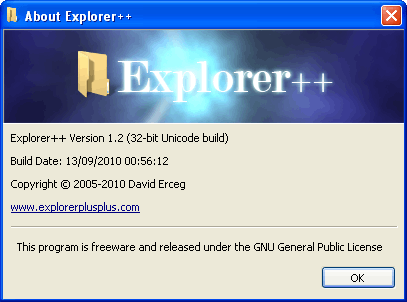 About Explorer++
Explorer++
Explorer++ Version 1.2 (32-bit Unicode build)
Build Date: 13/09/2010 00:56:12
Copyright © 2005-2010 David Erceg
www.explorerplusplus.com
This program is freeware and released under the GNU General Public License
OK